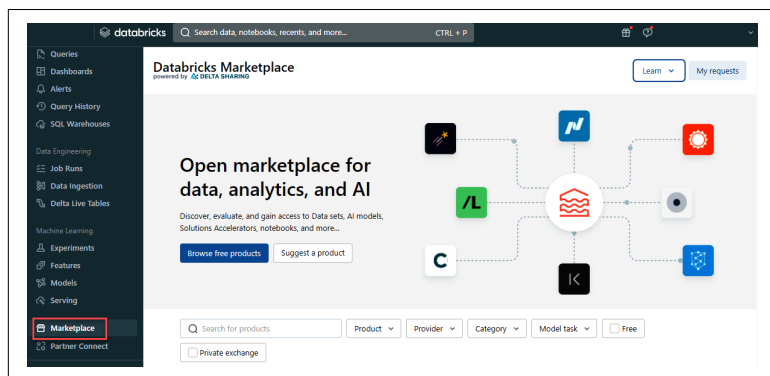 databricks
Search data, notebooks, recents, and more...
CTRL + P
Queries
Dashboards
Alerts
Query History
SQL Warehouses
Data Engineering
Job Runs
Data Ingestion
Delta Live Tables
Machine Learning
Experiments
Features
Models
Serving
Marketplace
Partner Connect
Databricks Marketplace
powered by DELTA SHARING
Learn
My requests
Open marketplace for
data, analytics, and AI
Discover, evaluate, and gain access to Data sets, AI models,
Solutions Accelerators, notebooks, and more...
Browse free products
Suggest a product
/L
C
Search for products
Product
Provider
Category
Model task
Free
Private exchange